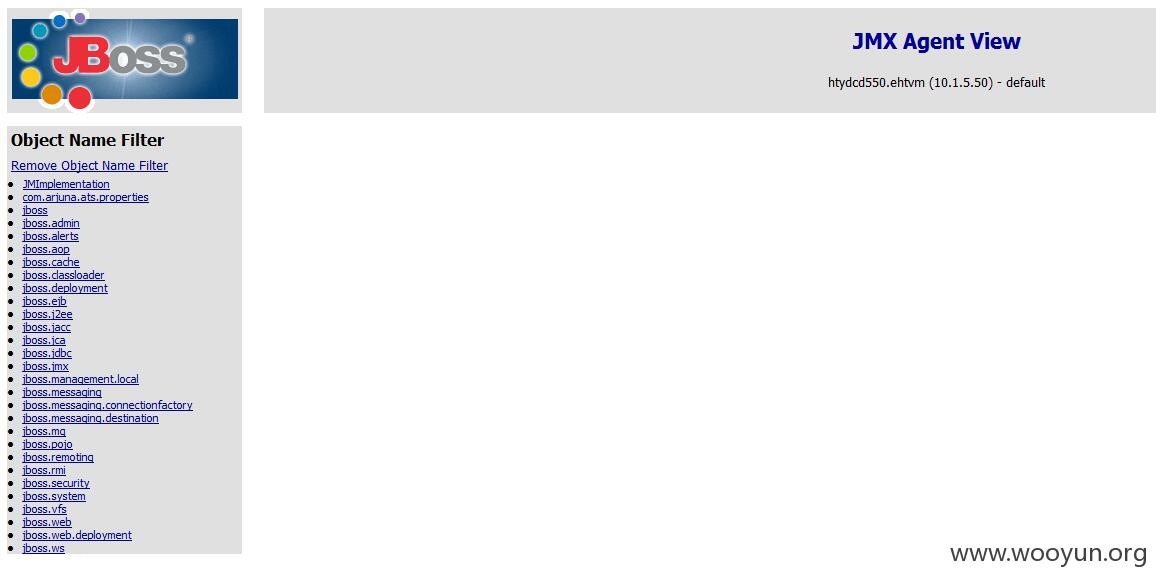 JBoss
®
JMX Agent View
htydcd550.ehtvm (10.1.5.50) - default
Object Name Filter
Remove Object Name Filter
JMImplementation
com.arjuna.ats.properties
jboss
jboss.admin
jboss.alerts
jboss.aop
jboss.cache
jboss.classloader
jboss.deployment
jboss.ejb
jboss.j2ee
jboss.jacc
jboss.jca
jboss.jdbc
jboss.jmx
jboss.management.local
jboss.messaging
jboss.messaging.connectionfactory
jboss.messaging.destination
jboss.mq
jboss.pojo
jboss.remoting
jboss.rmi
jboss.security
jboss.system
jboss.vfs
jboss.web
jboss.web.deployment
jboss.ws
www.wooyun.org